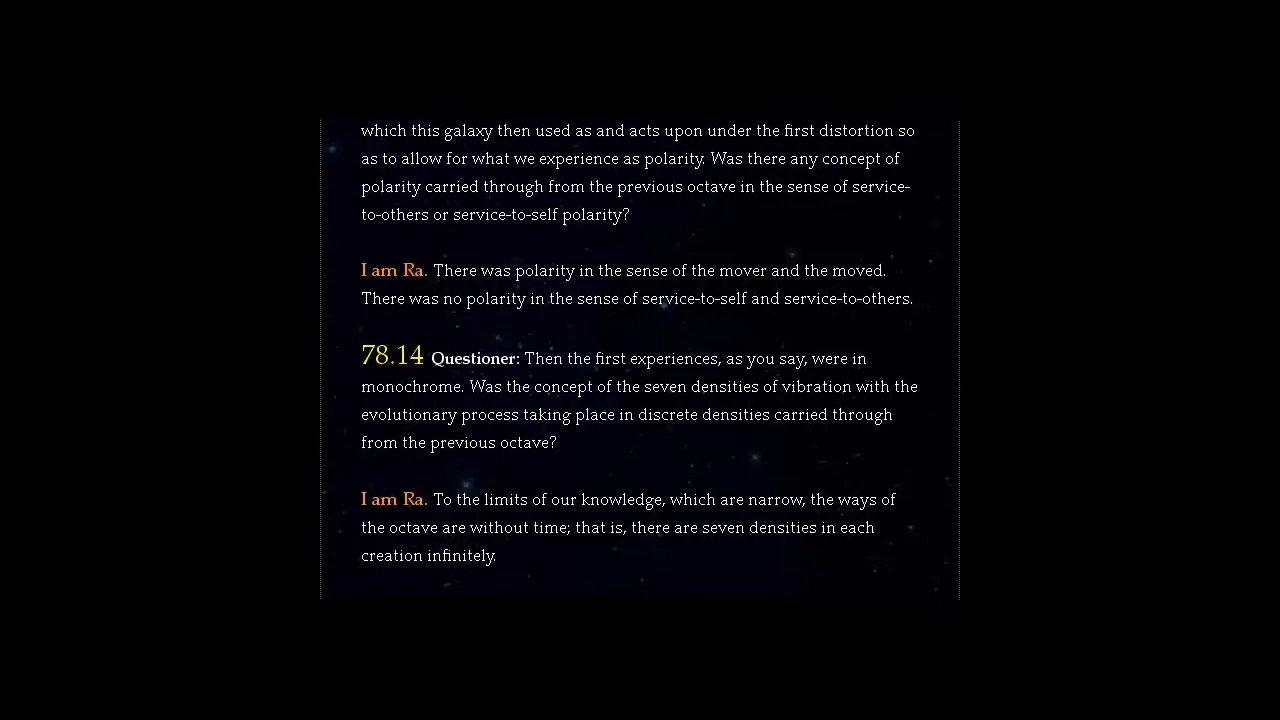 which this galaxy then used as and acts upon under the first distortion so
as to allow for what we experience as polarity. Was there any concept of
polarity carried through from the previous octave in the sense of service-
to-others or service-to-self polarity?
I am Ra. There was polarity in the sense of the mover and the moved.
There was no polarity in the sense of service-to-self and service-to-others.
78.14 Questioner: Then the first experiences, as you say, were in
monochrome. Was the concept of the seven densities of vibration with the
evolutionary process taking place in discrete densities carried through
from the previous octave?
I am Ra. To the limits of our knowledge, which are narrow, the ways of
the octave are without time; that is, there are seven densities in each
creation infinitely.